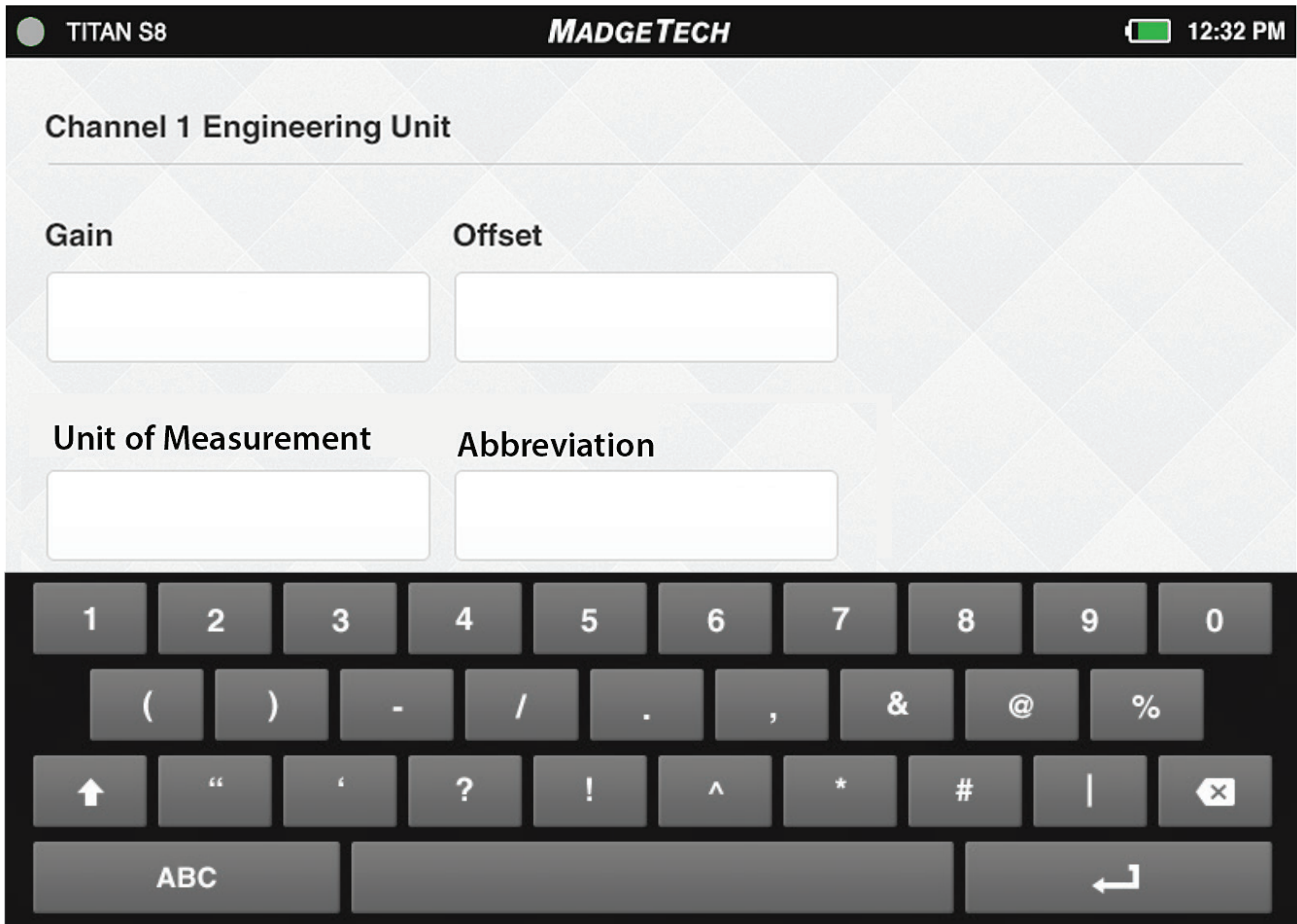 TITAN S8 MADGETECH 12:32 PM
Channel 1 Engineering Unit
Gain Offset
Unit of Measurement Abbreviation
1 2 3 4 5 6 7 8 9 0
( ) - / . , & @ %
“ ‘ ? ! ^ * # |
ABC